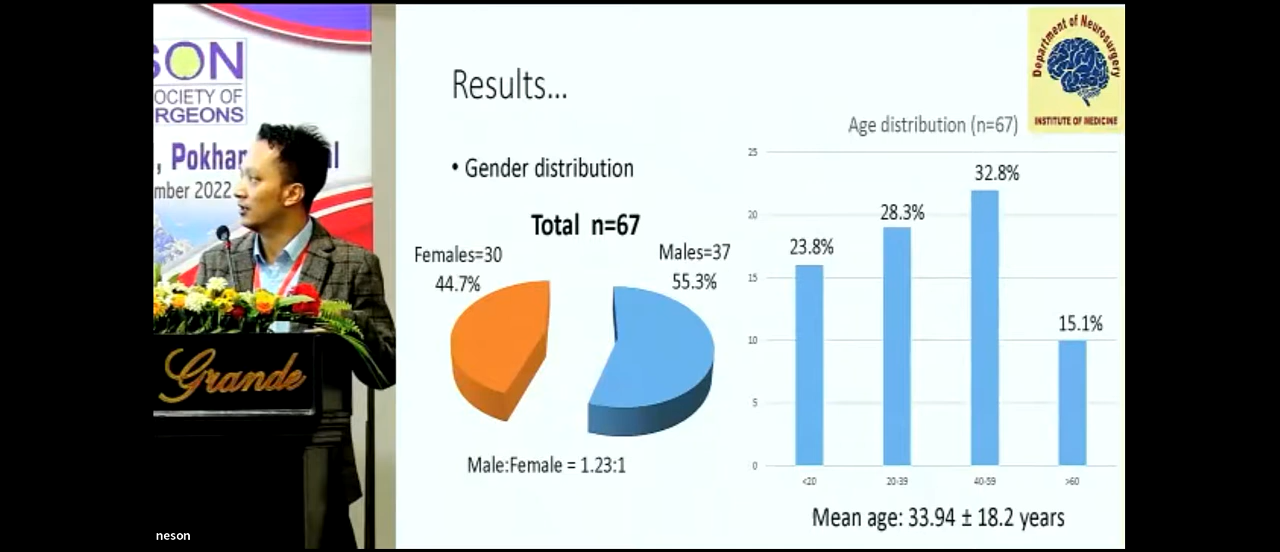 SON
OCIETY OF
RGEONS
, Pokhar
mber 2022
Grande
neson
Results...
• Gender distribution
Total n=67
Females=30
44.7%
Males=37
55.3%
Male:Female = 1.23:1
Department of Neurosurgery
INSTITUTE OF MEDICINE
Age distribution (n=67)
25
20
15
10
5
0
23.8%
28.3%
32.8%
15.1%
<20
20-39
40-59
>60
Mean age: 33.94 ± 18.2 years